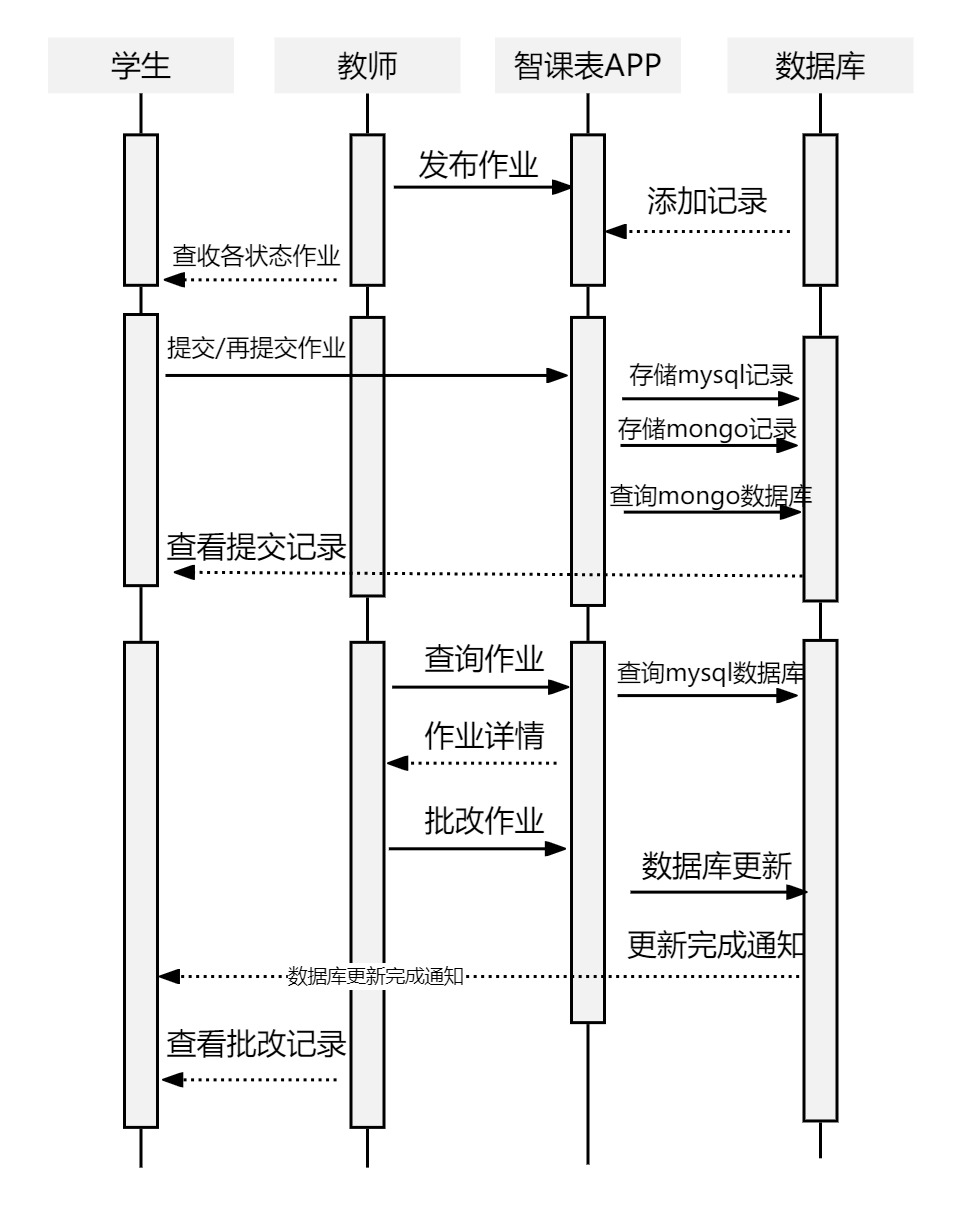 学生
教师
智课表APP
数据库
发布作业
添加记录
查收各状态作业
提交/再提交作业
存储mysql记录
存储mongo记录
查询mongo数据库
查看提交记录
查询作业
查询mysql数据库
作业详情
批改作业
数据库更新
更新完成通知
数据库更新完成通知
查看批改记录